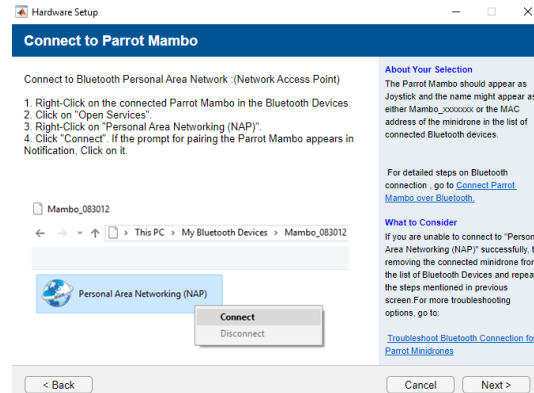 Hardware Setup
Connect to Parrot Mambo
Connect to Bluetooth Personal Area Network :(Network Access Point)
1. Right-Click on the connected Parrot Mambo in the Bluetooth Devices.
2. Click on "Open Services".
3. Right-Click on "Personal Area Networking (NAP)".
4. Click "Connect". If the prompt for pairing the Parrot Mambo appears in
Notification, Click on it.
Mambo_083012
This PC > My Bluetooth Devices > Mambo_083012
Personal Area Networking (NAP)
Connect
Disconnect
About Your Selection
The Parrot Mambo should appear as
Joystick and the name might appear as
either Mambo_xxxxxx or the MAC
address of the minidrone in the list of
connected Bluetooth devices.
For detailed steps on Bluetooth
connection , go to Connect Parrot
Mambo over Bluetooth.
What to Consider
If you are unable to connect to "Person
Area Networking (NAP)" successfully, t
removing the connected minidrone from
the list of Bluetooth Devices and repea
the steps mentioned in previous
screen.For more troubleshooting
options, go to:
Troubleshoot Bluetooth Connection for
Parrot Minidrones
< Back
Cancel
Next >